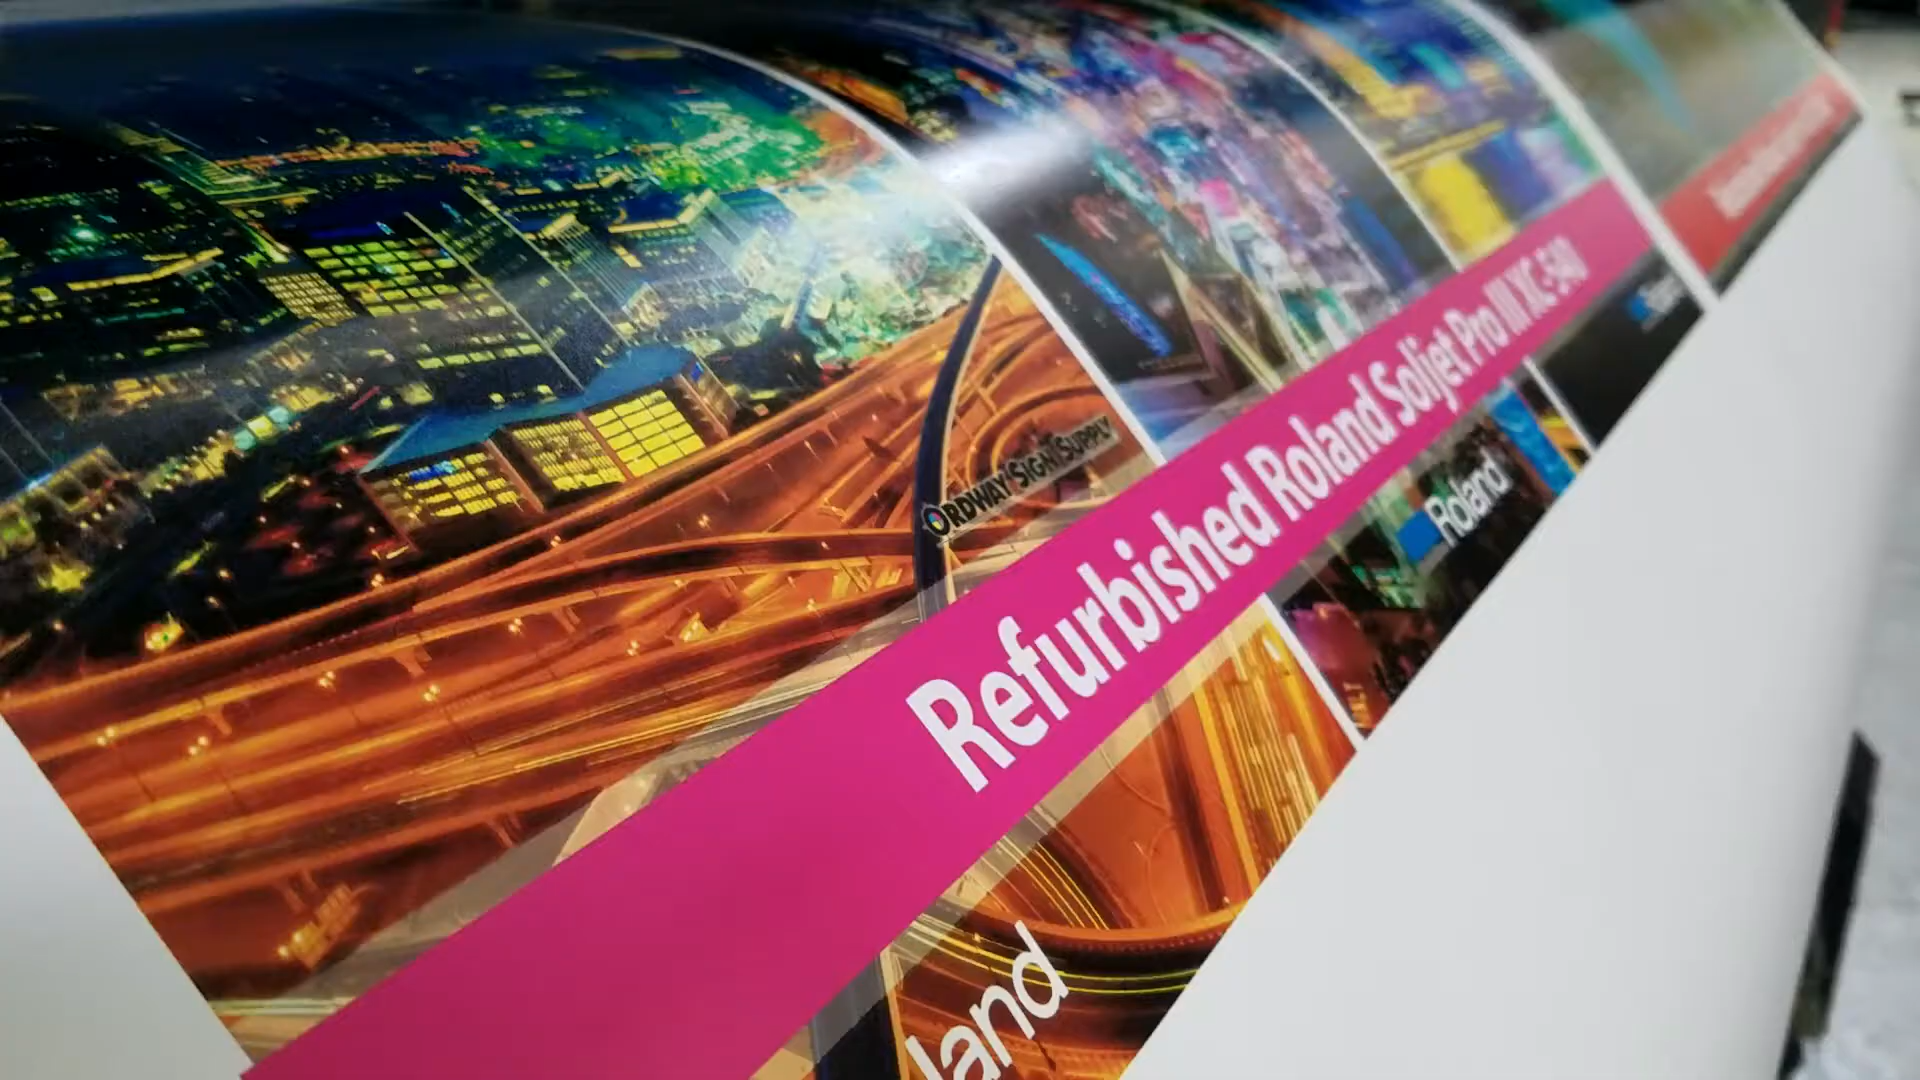 ORDWAY SIGN SUPPLY
Refurbished Roland Soljet Pro III XC-540
Roland
land